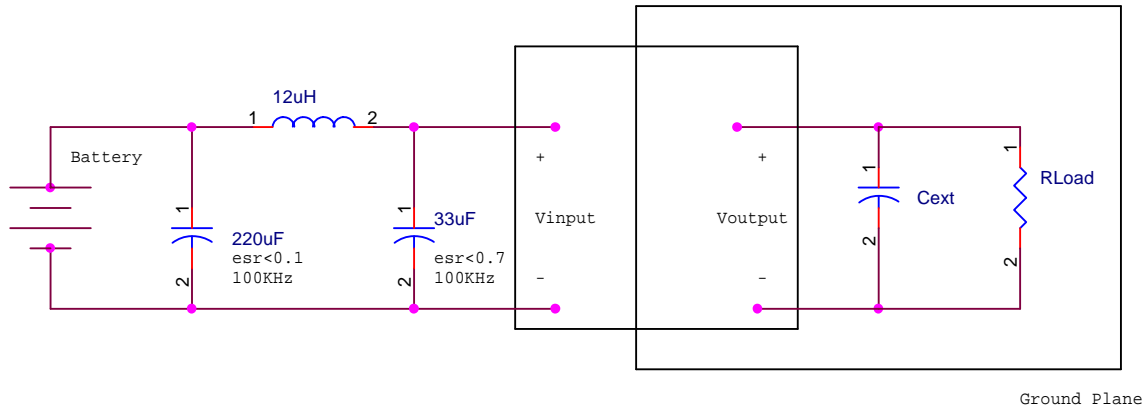 12uH
1 2
Battery
+ +
1 1 1 1
RLoad
Cext
33uF
Vinput Voutput
220uF
esr<0.1 esr<0.7
100KHz 100KHz
2 2 2 2
- -
Ground Plane